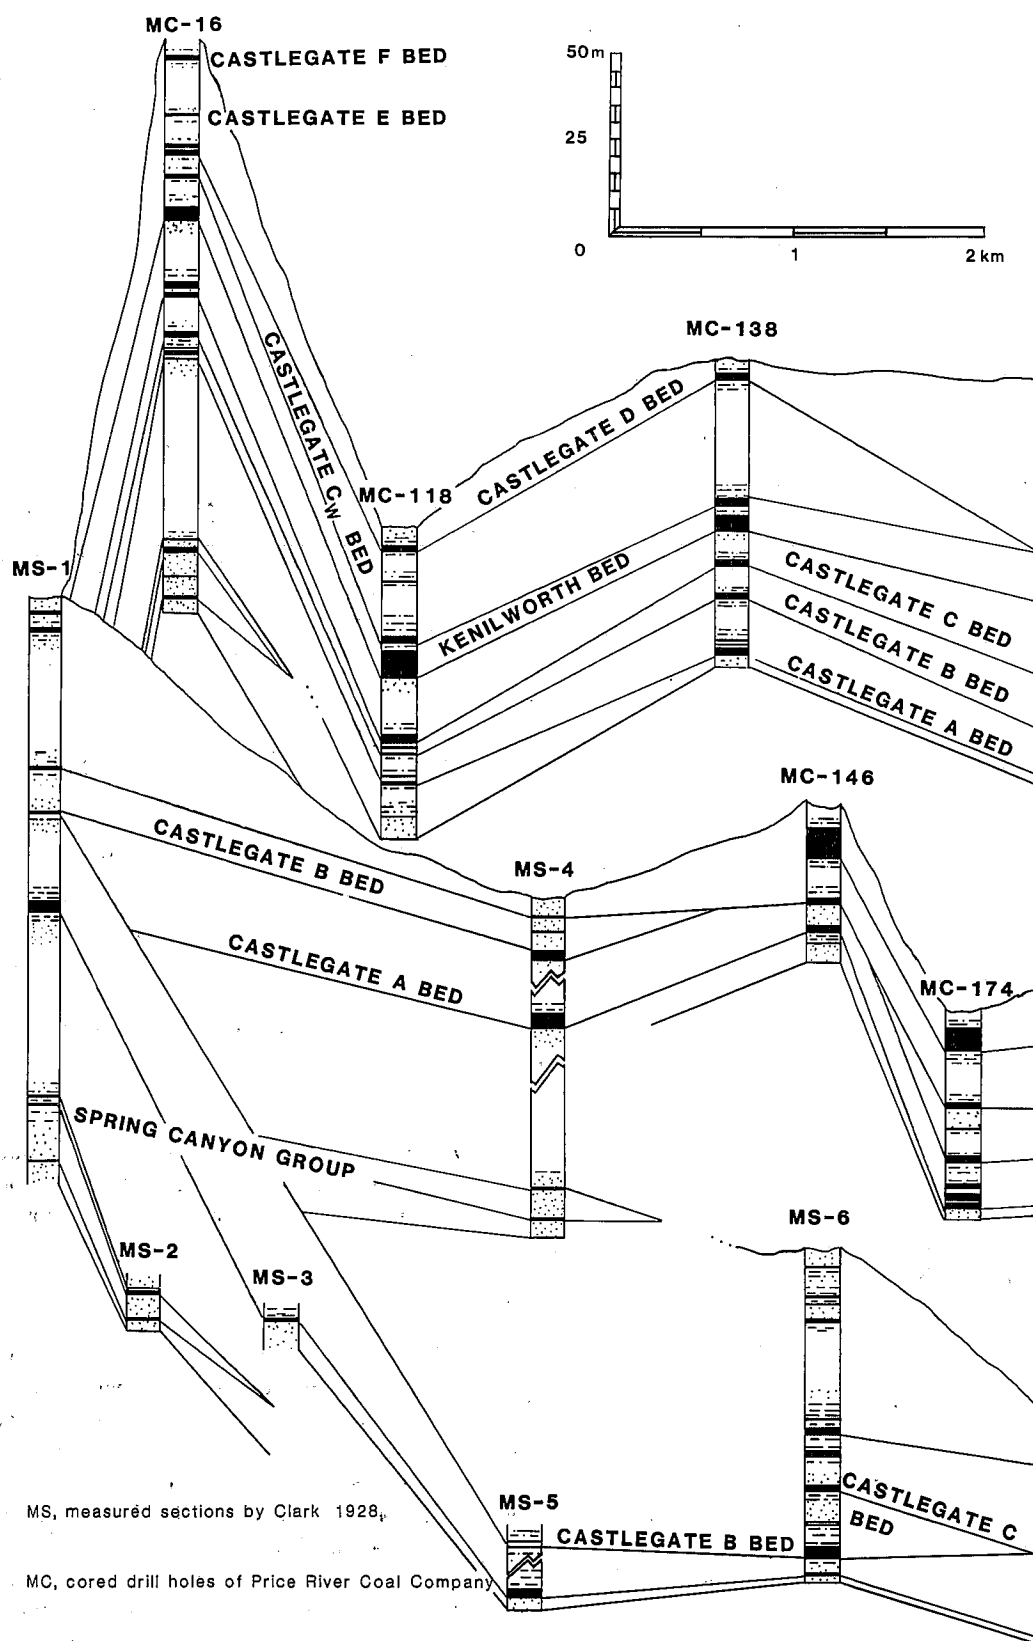 MC-16
CASTLEGATE F BED
50m
CASTLEGATE E BED
25
0
1
2 km
MC-138
CASTLEGATE CW BED
CASTLEGATE D BED
MC-118
KENILWORTH BED
CASTLEGATE C BED
MS-1
CASTLEGATE B BED
CASTLEGATE A BED
MC-146
CASTLEGATE B BED
MS-4
CASTLEGATE A BED
MC-174
SPRING CANYON GROUP
MS-6
MS-2
MS-3
CASTLEGATE C
BED
MS-5
MS, measured sections by Clark 1928,
CASTLEGATE B BED
MC, cored drill holes of Price River Coal Company